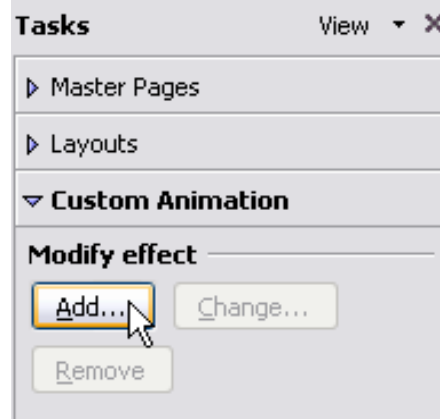 Tasks View
Master Pages
Layouts
Custom Animation
Modify effect
Add... Change...
Remove